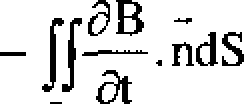 − ∬ ∂B/∂t . n⃗dS